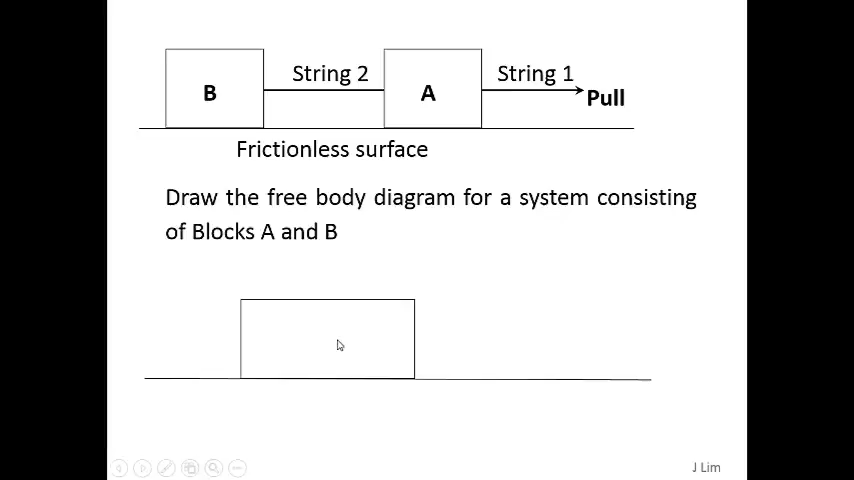 String 2 String 1
B A Pull
Frictionless surface
Draw the free body diagram for a system consisting
of Blocks A and B
J Lim